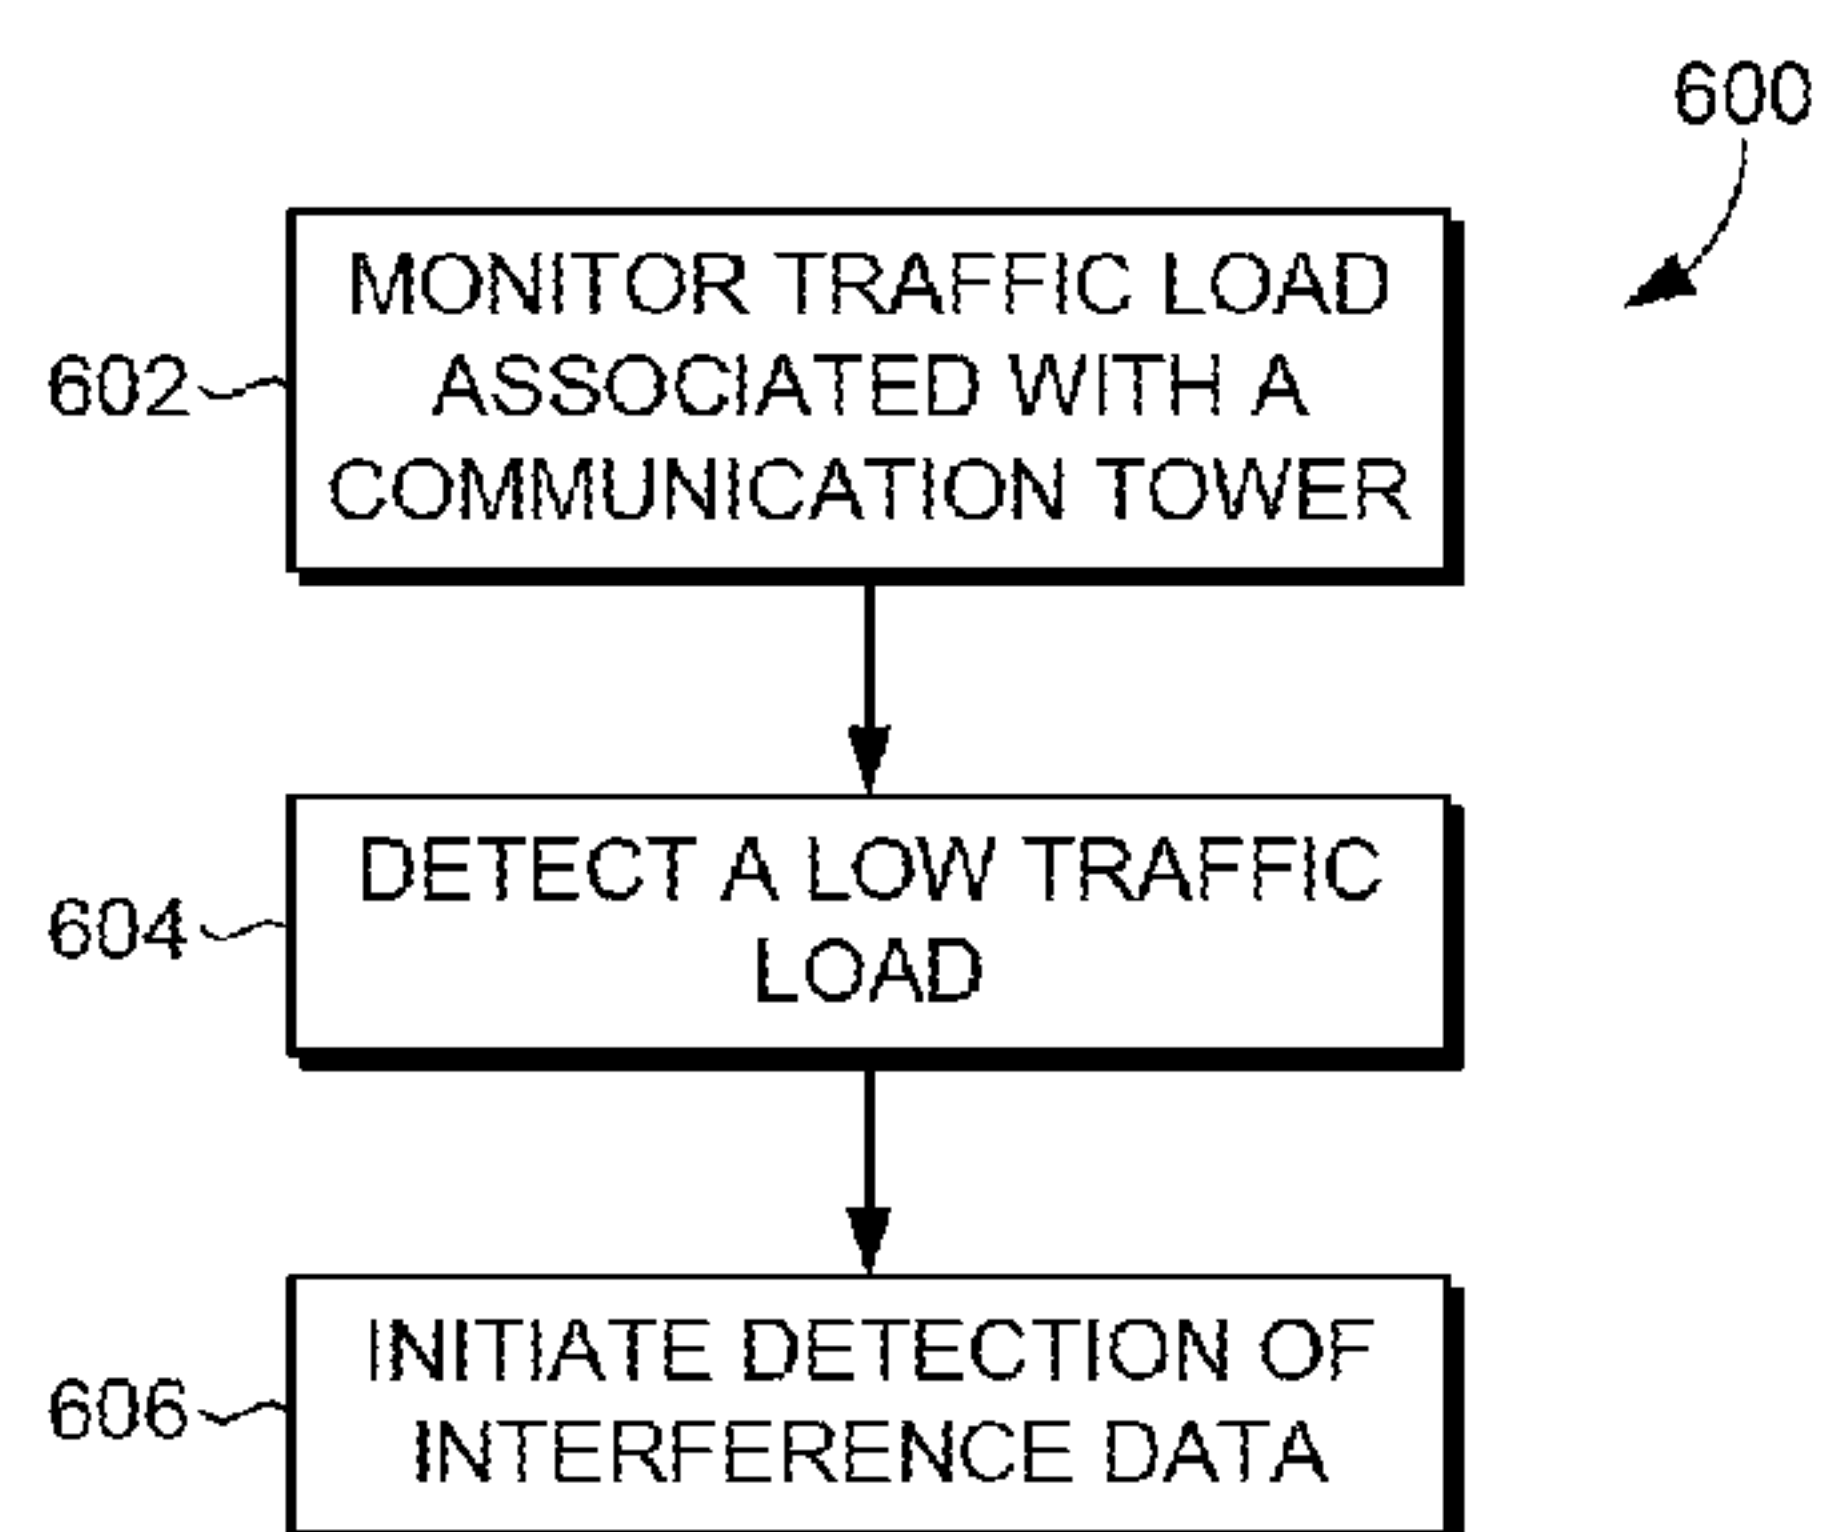 600
602
MONITOR TRAFFIC LOAD
ASSOCIATED WITH A
COMMUNICATION TOWER
604
DETECT A LOW TRAFFIC
LOAD
606
INITIATE DETECTION OF
INTERFERENCE DATA